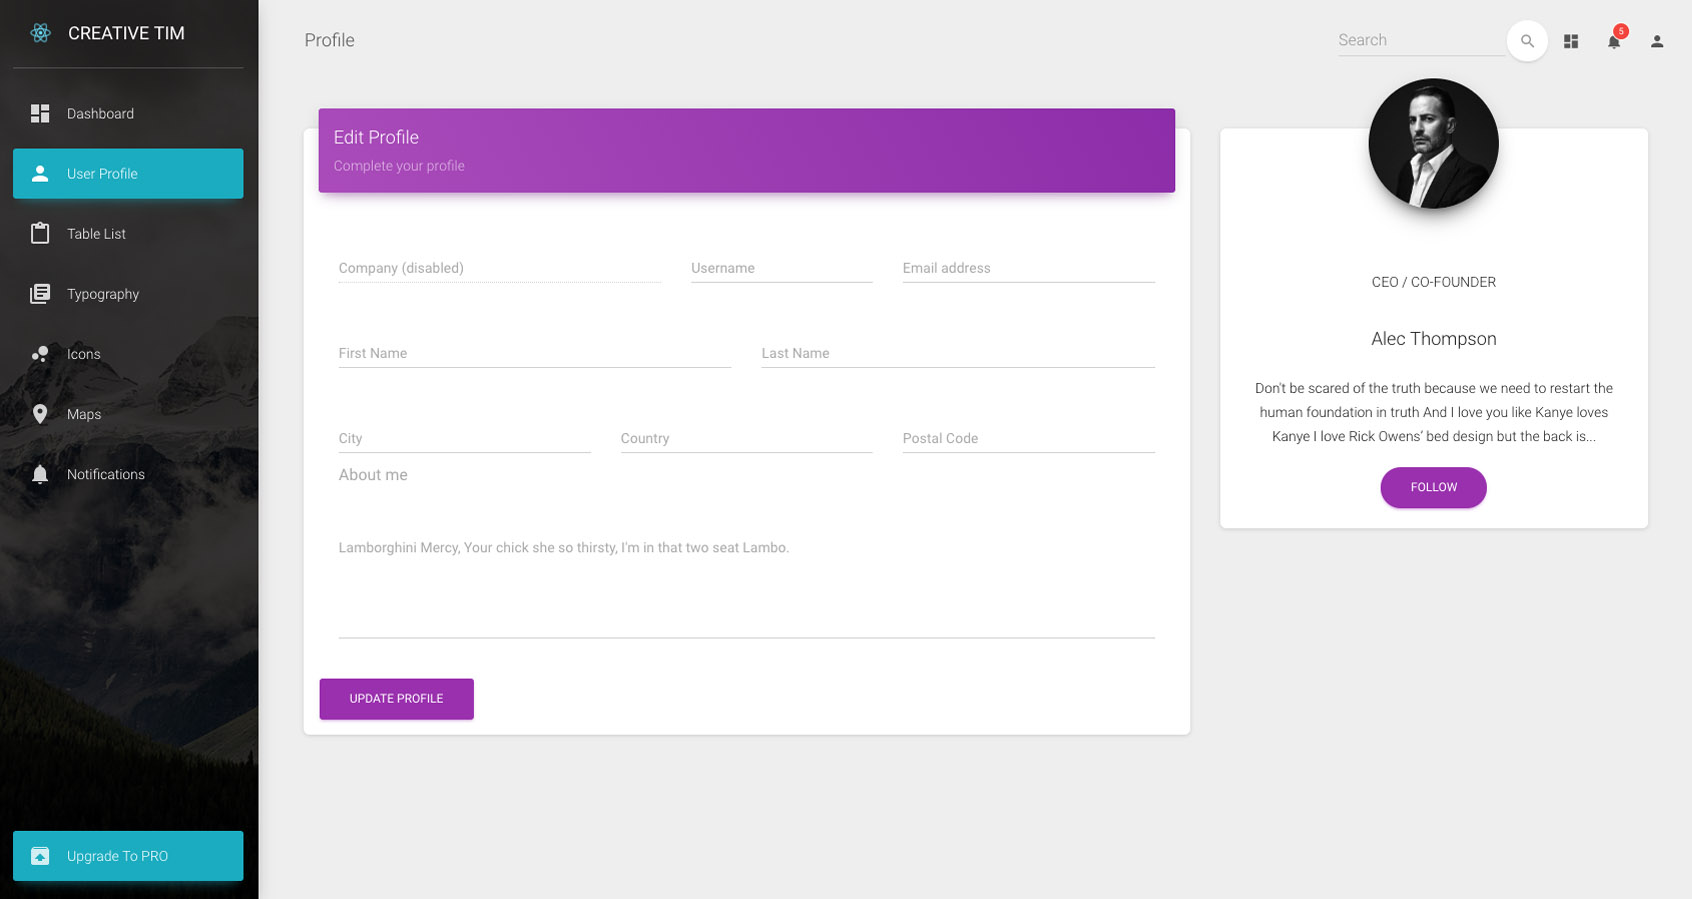 CREATIVE TIM
Dashboard
User Profile
Table List
Typography
Icons
Maps
Notifications
Upgrade To PRO
Profile
Search
5
Edit Profile
Complete your profile
Company (disabled)
Username
Email address
First Name
Last Name
City
Country
Postal Code
About me
Lamborghini Mercy, Your chick she so thirsty, I'm in that two seat Lambo.
UPDATE PROFILE
CEO / CO-FOUNDER
Alec Thompson
Don't be scared of the truth because we need to restart the
human foundation in truth And I love you like Kanye loves
Kanye I love Rick Owens’ bed design but the back is...
FOLLOW